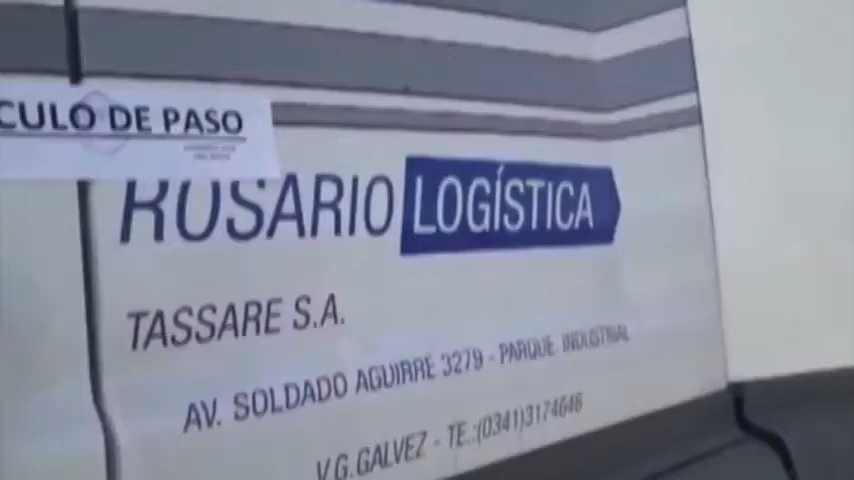 CULO DE PASO
ROSARIO LOGÍSTICA
TASSARE S.A.
AV. SOLDADO AGUIRRE 3279 - PARQUE INDUSTRIAL
V.G.GALVEZ - TE.:(0341)3174646